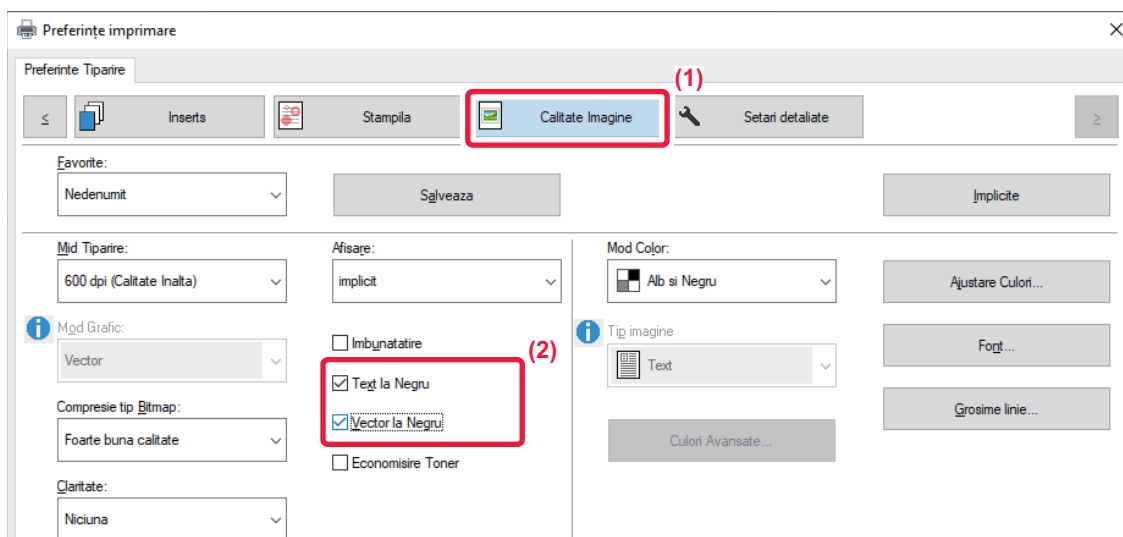 Preferințe imprimare
Preferinte Tiparire
(1)
< Inserts Stampila Calitate Imagine Setari detaliate >
Favorite:
Nedenumit Salveaza Implicite
Mid Tiparire: Afisare: Mod Color:
600 dpi (Calitate Inalta) implicit Alb si Negru Ajustare Culori...
Mod Grafic: Imbunatatire Tip imagine
(2)
Vector Text la Negru Text Font...
Compresie tip Bitmap: Vector la Negru Grosime linie...
Foarte buna calitate Economisire Toner Culori Avansate...
Claritate:
Niciuna